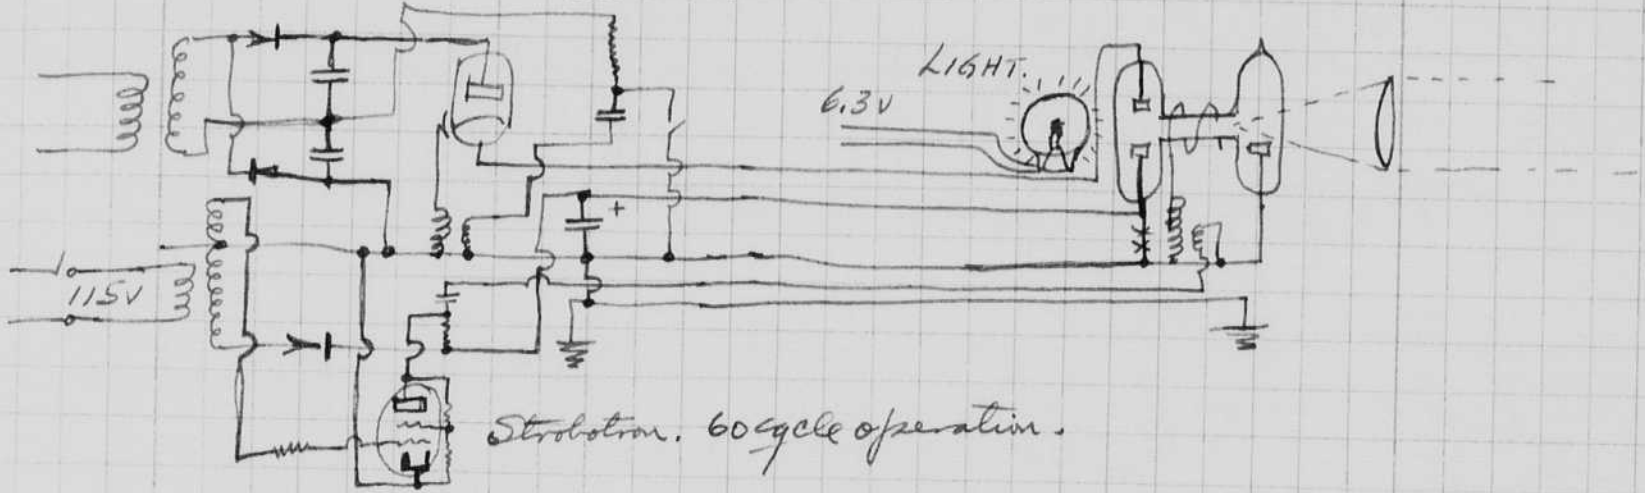 LIGHT.
6.3V
+
115V
Strobotron. 60 cycle operation.